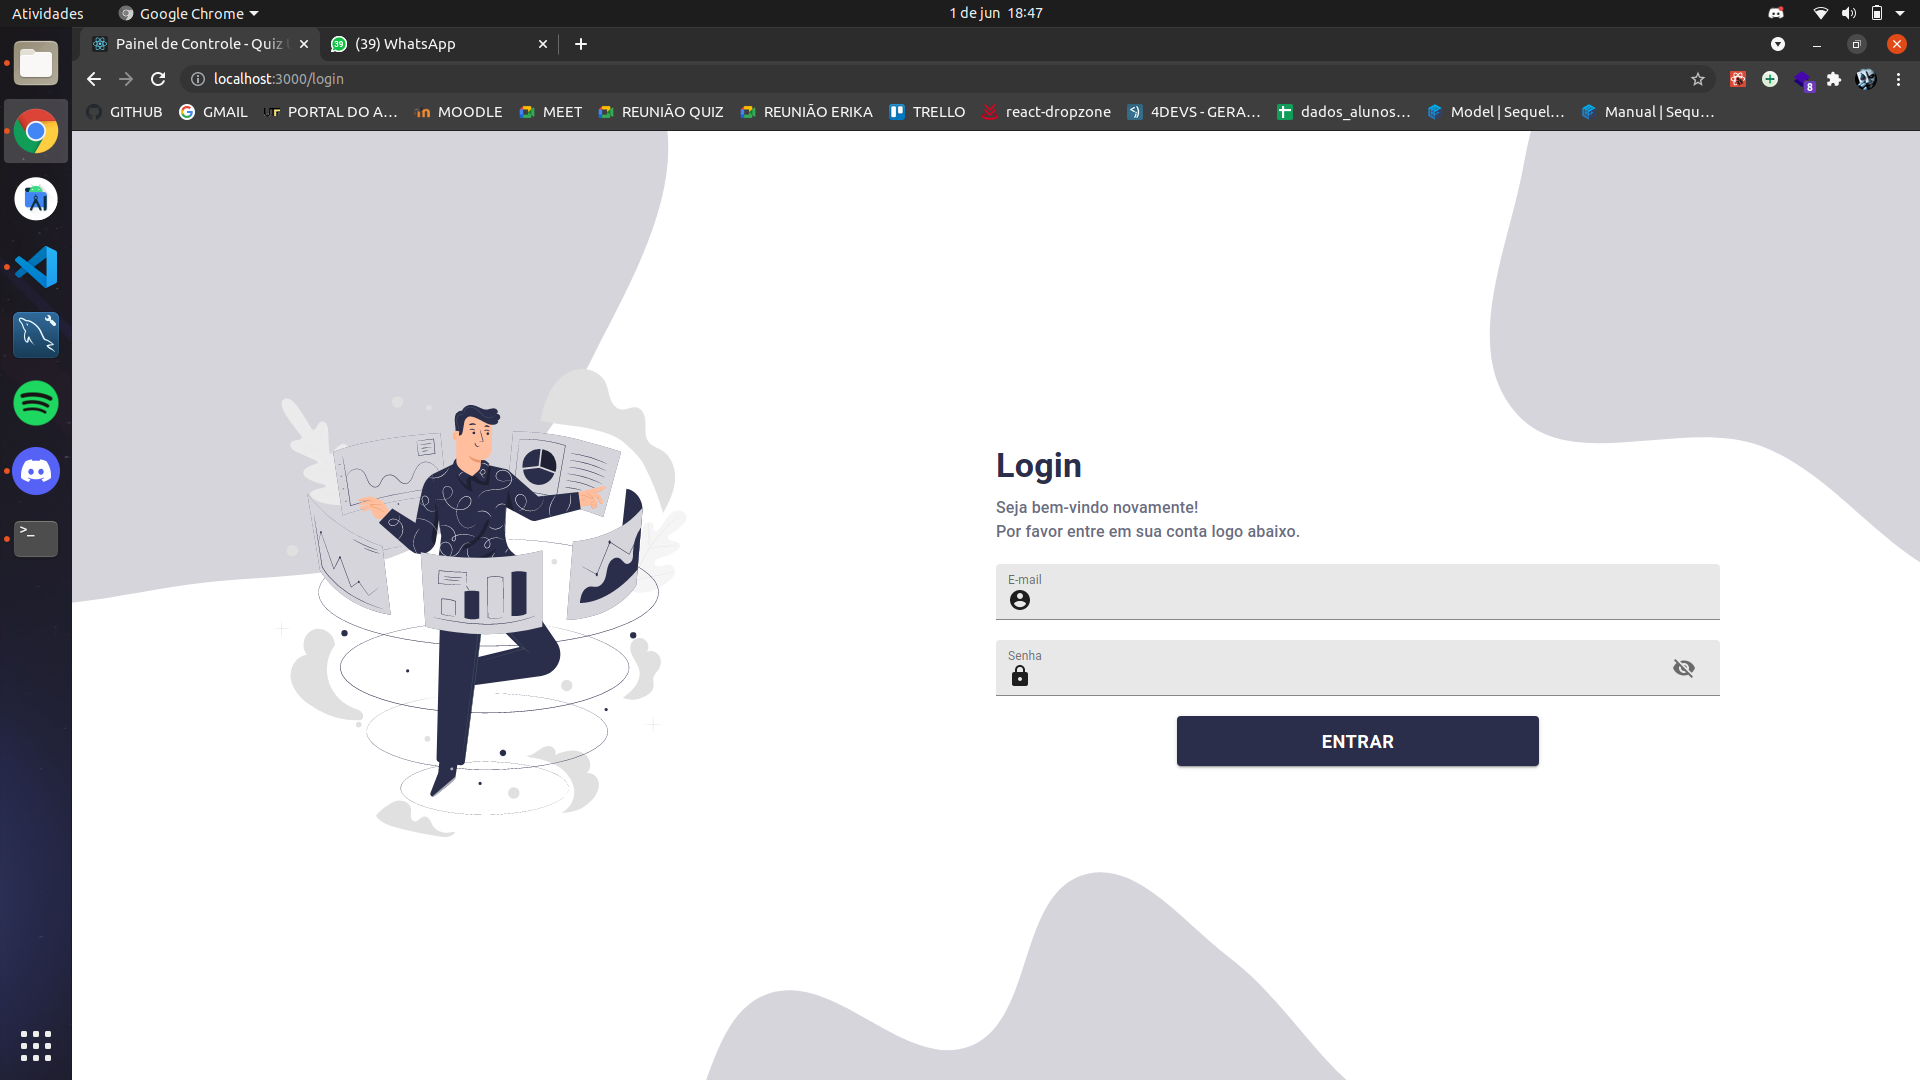 Atividades
Google Chrome
1 de jun 18:47
Painel de Controle - Quiz
39
(39) WhatsApp
localhost:3000/login
8
GITHUB
GMAIL
PORTAL DO A...
MOODLE
MEET
REUNIÃO QUIZ
REUNIÃO ERIKA
TRELLO
react-dropzone
4DEVS - GERA...
dados_alunos...
Model | Sequel...
Manual | Sequ...
>_
Login
Seja bem-vindo novamente!
Por favor entre em sua conta logo abaixo.
E-mail
Senha
ENTRAR